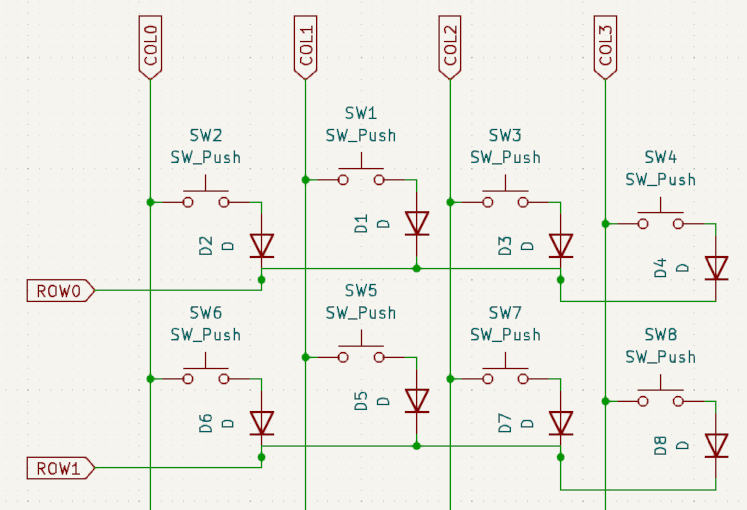 COL0
COL1
COL2
COL3
SW1
SW_Push
SW2
SW_Push
SW3
SW_Push
SW4
SW_Push
D2
D
D1
D
D3
D
D4
D
ROW0
SW5
SW_Push
SW6
SW_Push
SW7
SW_Push
SW8
SW_Push
D6
D
D5
D
D7
D
D8
D
ROW1